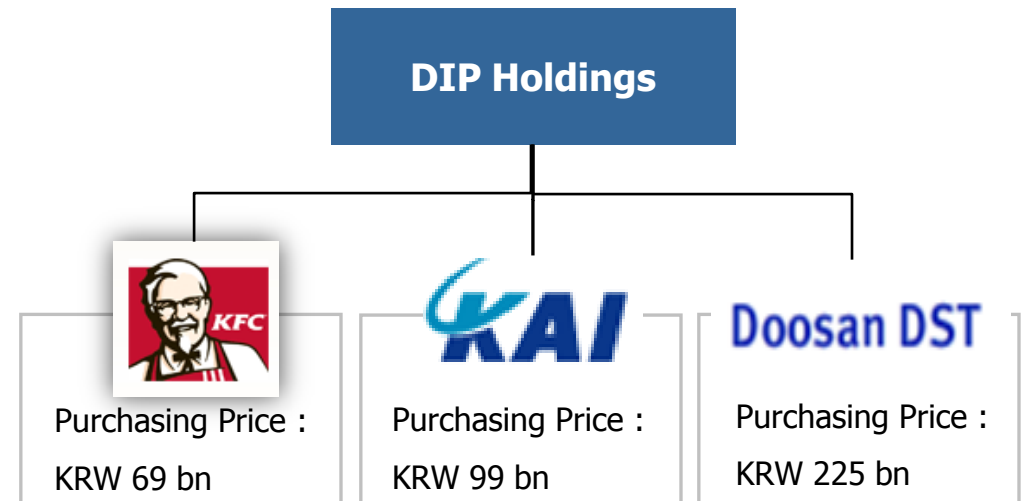 DIP Holdings
KFC
KAI
Doosan DST
Purchasing Price :
KRW 69 bn
Purchasing Price :
KRW 99 bn
Purchasing Price :
KRW 225 bn